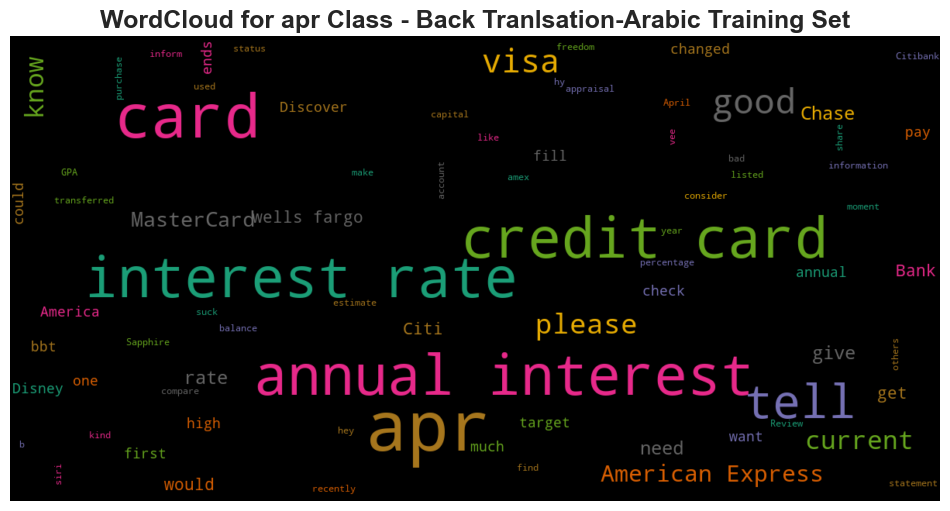 WordCloud for apr Class - Back Tranlsation-Arabic Training Set
know
purchase
inform
ends
status
used
visa
freedom
changed
Citibank
card
Discover
capital
hy
appraisal
April
good
Chase
like
vee
share
pay
GPA
make
account
fill
amex
bad
listed
information
could
transferred
consider
moment
MasterCard
wells fargo
credit card
year
interest rate
percentage
check
annual
Bank
America
estimate
suck
balance
Citi
please
bbt
Sapphire
give
others
Disney
one
rate
compare
annual interest
tell
get
high
apr
hey
much
target
want
Review
current
b
kind
first
need
siri
would
find
American Express
recently
statement